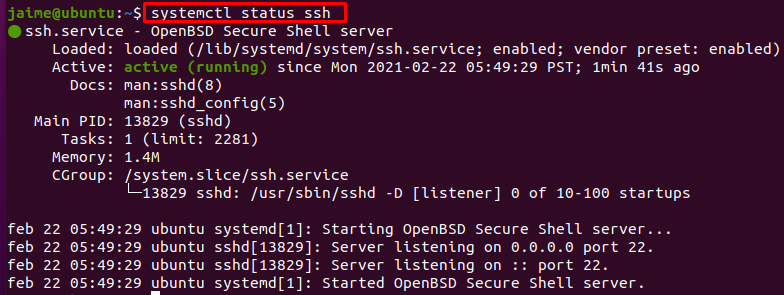 jaime@ubuntu:~$ systemctl status ssh
ssh.service - OpenBSD Secure Shell server
Loaded: loaded (/lib/systemd/system/ssh.service; enabled; vendor preset: enabled)
Active: active (running) since Mon 2021-02-22 05:49:29 PST; 1min 41s ago
Docs: man:sshd(8)
man:sshd_config(5)
Main PID: 13829 (sshd)
Tasks: 1 (limit: 2281)
Memory: 1.4M
CGroup: /system.slice/ssh.service
└─13829 sshd: /usr/sbin/sshd -D [listener] 0 of 10-100 startups
feb 22 05:49:29 ubuntu systemd[1]: Starting OpenBSD Secure Shell server...
feb 22 05:49:29 ubuntu sshd[13829]: Server listening on 0.0.0.0 port 22.
feb 22 05:49:29 ubuntu sshd[13829]: Server listening on :: port 22.
feb 22 05:49:29 ubuntu systemd[1]: Started OpenBSD Secure Shell server.